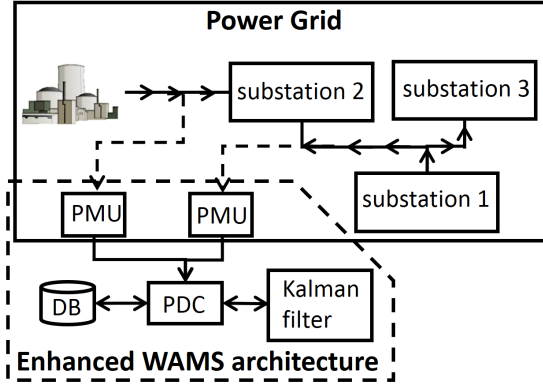 Power Grid
substation 2
substation 3
substation 1
PMU
PMU
DB
PDC
Kalman
filter
Enhanced WAMS architecture